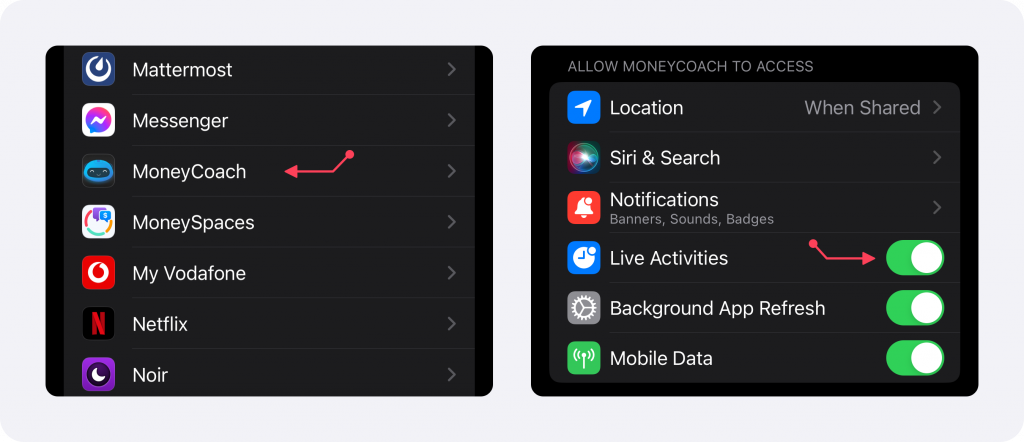 Mattermost
Messenger
MoneyCoach
MoneySpaces
My Vodafone
Netflix
Noir
ALLOW MONEYCOACH TO ACCESS
Location When Shared
Siri & Search
Notifications
Banners, Sounds, Badges
Live Activities
Background App Refresh
Mobile Data